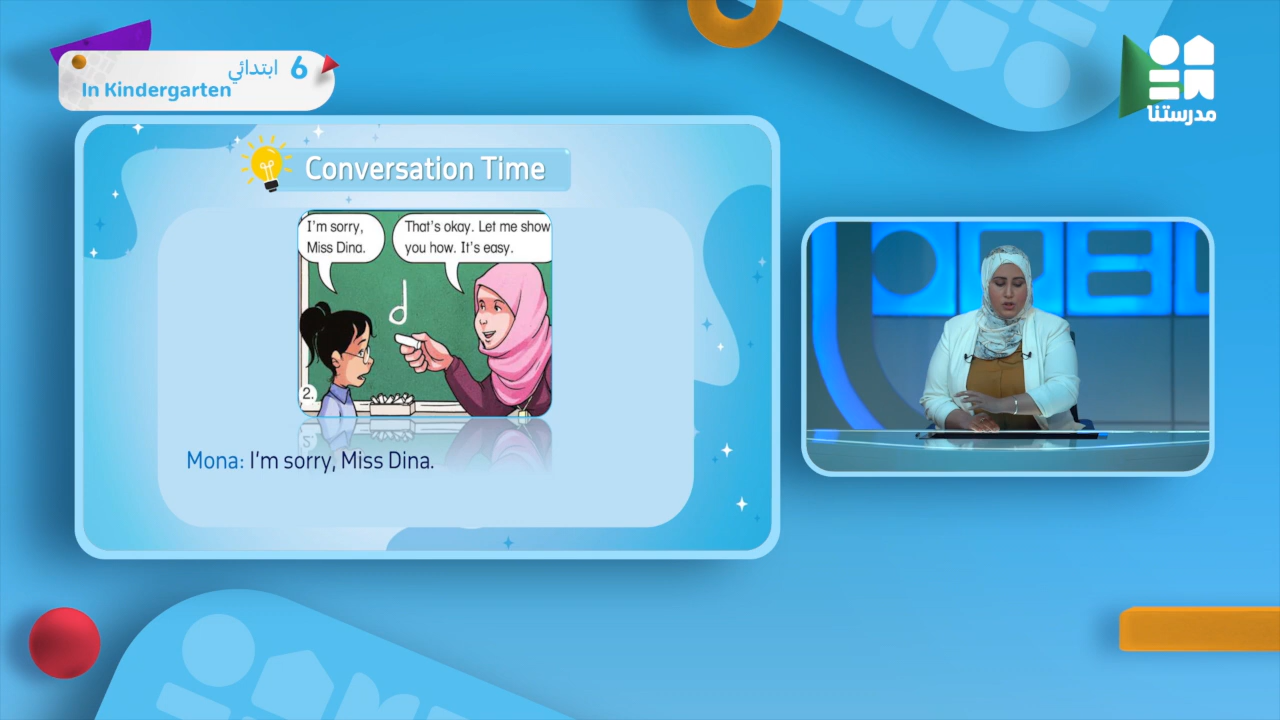 6 ابتدائي
In Kindergarten
مدرستنا
Conversation Time
I'm sorry,
Miss Dina.
That's okay. Let me show
you how. It's easy.
d
2.
Mona: I'm sorry, Miss Dina.